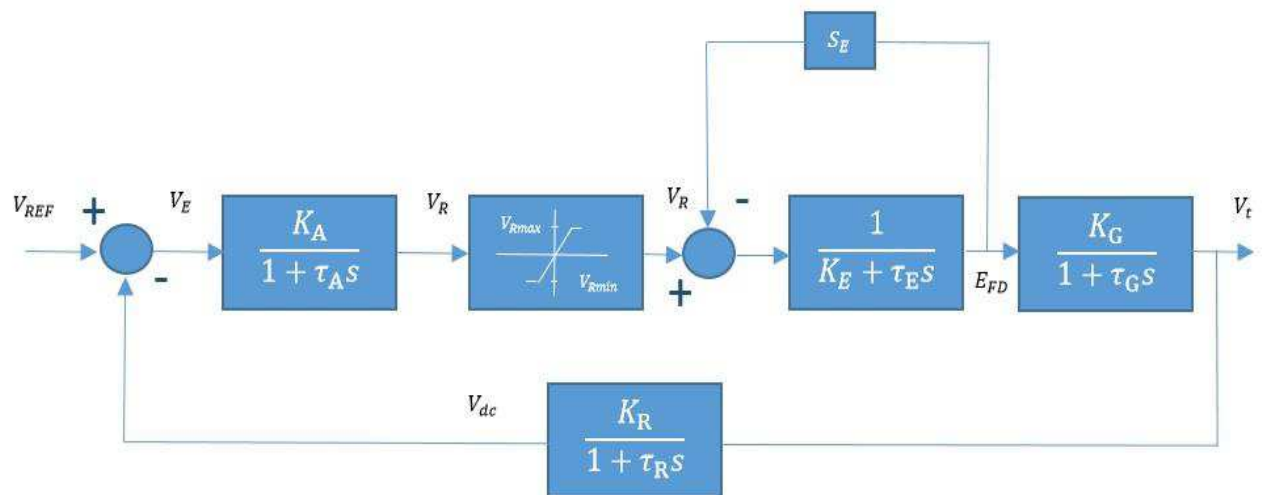 S_E
V_REF
+
-
V_E
K_A
1 + τ_A s
V_R
V_Rmax
V_Rmin
V_R
-
+
1
K_E + τ_E s
E_FD
K_G
1 + τ_G s
V_t
V_dc
K_R
1 + τ_R s